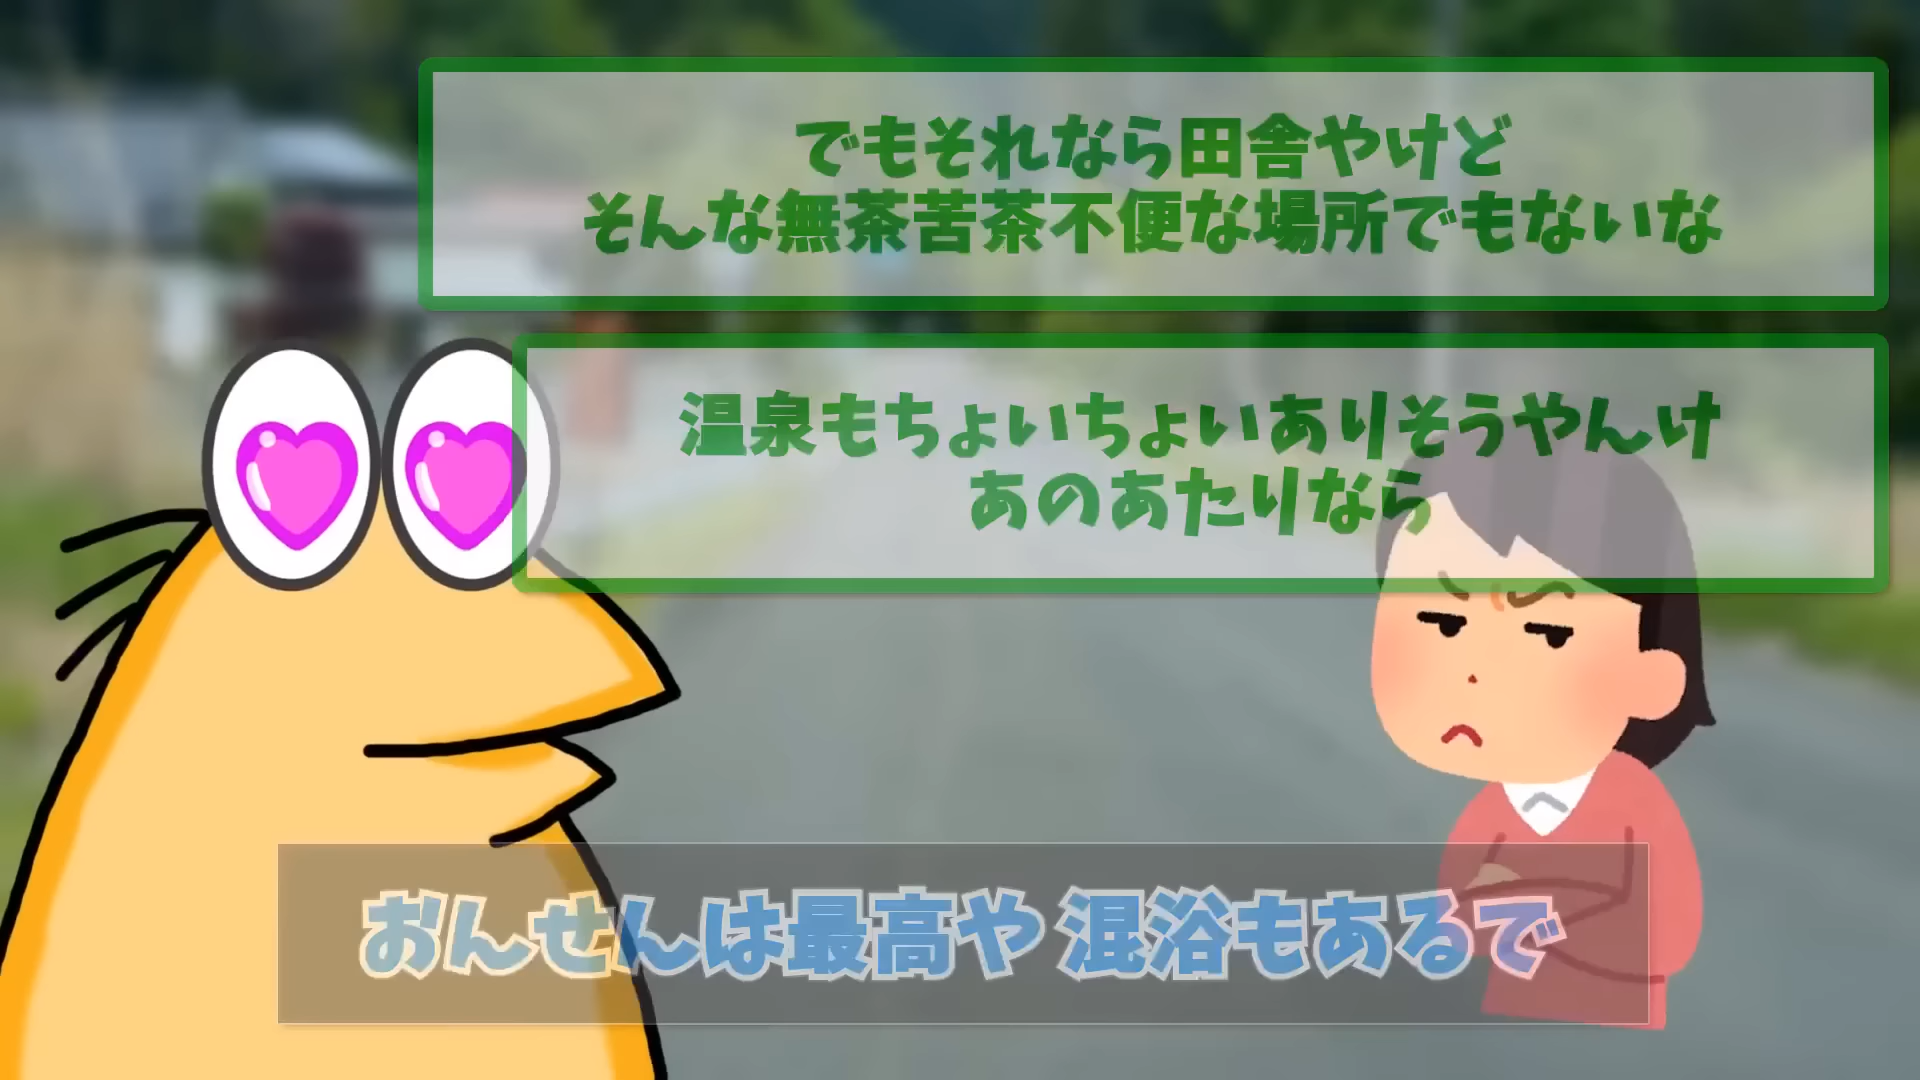 でもそれなら田舎やけど
そんな無茶苦茶不便な場所でもないな
温泉もちょいちょいありそうやんけ
あのあたりなら
おんせんは最高や 混浴もあるで